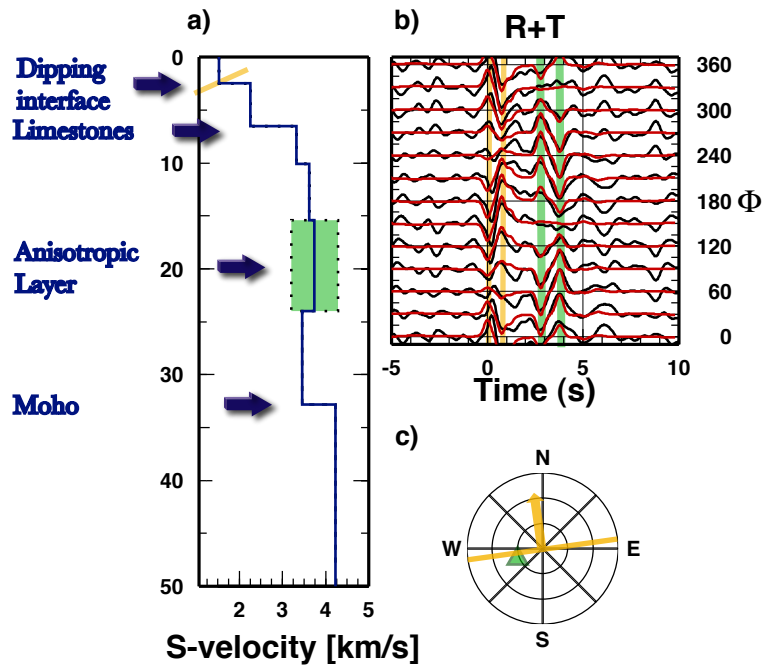 a)
b)
R+T
0
10
20
30
40
50
Dipping
interface
Limestones
Anisotropic
Layer
Moho
2
3
4
5
S-velocity [km/s]
360
300
240
180
120
60
0
Φ
-5
0
5
10
Time (s)
c)
N
W
E
S